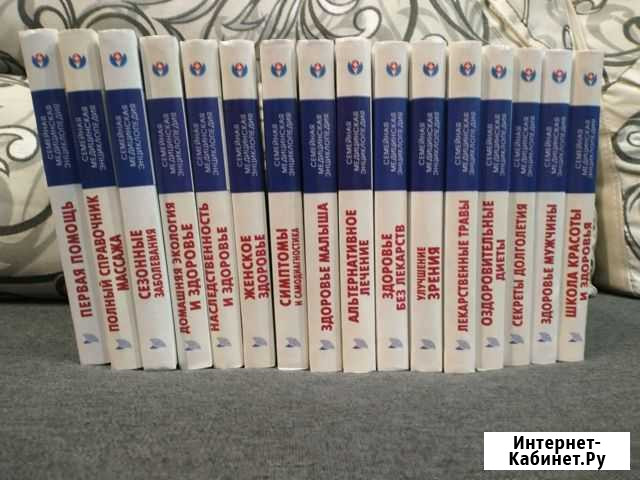 СЕМЕЙНАЯ
МЕДИЦИНСКАЯ
ЭНЦИКЛОПЕДИЯ
ПЕРВАЯ ПОМОЩЬ
СЕМЕЙНАЯ
МЕДИЦИНСКАЯ
ЭНЦИКЛОПЕДИЯ
ПОЛНЫЙ СПРАВОЧНИК
МАССАЖА
СЕМЕЙНАЯ
МЕДИЦИНСКАЯ
ЭНЦИКЛОПЕДИЯ
СЕЗОННЫЕ
ЗАБОЛЕВАНИЯ
СЕМЕЙНАЯ
МЕДИЦИНСКАЯ
ЭНЦИКЛОПЕДИЯ
ДОМАШНЯЯ ЭКОЛОГИЯ
И ЗДОРОВЬЕ
СЕМЕЙНАЯ
МЕДИЦИНСКАЯ
ЭНЦИКЛОПЕДИЯ
НАСЛЕДСТВЕННОСТЬ
И ЗДОРОВЬЕ
СЕМЕЙНАЯ
МЕДИЦИНСКАЯ
ЭНЦИКЛОПЕДИЯ
ЖЕНСКОЕ
ЗДОРОВЬЕ
СЕМЕЙНАЯ
МЕДИЦИНСКАЯ
ЭНЦИКЛОПЕДИЯ
СИМПТОМЫ
И САМОДИАГНОСТИКА
СЕМЕЙНАЯ
МЕДИЦИНСКАЯ
ЭНЦИКЛОПЕДИЯ
ЗДОРОВЬЕ МАЛЫША
СЕМЕЙНАЯ
МЕДИЦИНСКАЯ
ЭНЦИКЛОПЕДИЯ
АЛЬТЕРНАТИВНОЕ
ЛЕЧЕНИЕ
СЕМЕЙНАЯ
МЕДИЦИНСКАЯ
ЭНЦИКЛОПЕДИЯ
ЗДОРОВЬЕ
БЕЗ ЛЕКАРСТВ
СЕМЕЙНАЯ
МЕДИЦИНСКАЯ
ЭНЦИКЛОПЕДИЯ
УЛУЧШЕНИЕ
ЗРЕНИЯ
СЕМЕЙНАЯ
МЕДИЦИНСКАЯ
ЭНЦИКЛОПЕДИЯ
ЛЕКАРСТВЕННЫЕ ТРАВЫ
СЕМЕЙНАЯ
МЕДИЦИНСКАЯ
ЭНЦИКЛОПЕДИЯ
ОЗДОРОВИТЕЛЬНЫЕ
ДИЕТЫ
СЕМЕЙНАЯ
МЕДИЦИНСКАЯ
ЭНЦИКЛОПЕДИЯ
СЕКРЕТЫ ДОЛГОЛЕТИЯ
СЕМЕЙНАЯ
МЕДИЦИНСКАЯ
ЭНЦИКЛОПЕДИЯ
ЗДОРОВЬЕ МУЖЧИНЫ
СЕМЕЙНАЯ
МЕДИЦИНСКАЯ
ЭНЦИКЛОПЕДИЯ
ШКОЛА КРАСОТЫ
И ЗДОРОВЬЯ
Интернет-
Кабинет.Ру